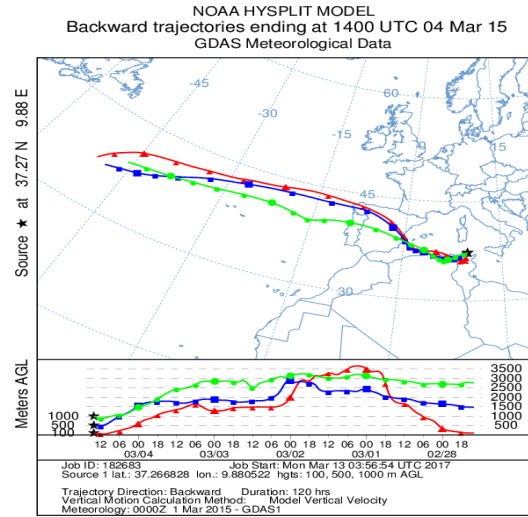 NOAA HYSPLIT MODEL
Backward trajectories ending at 1400 UTC 04 Mar 15
GDAS Meteorological Data
Source ★ at 37.27 N 9.88 E
-45
-30
-15
60
45
30
0
15
Meters AGL
3500
3000
2500
2000
1500
1000
500
1000
500
100
12 06 00 18 12 06 00 18 12 06 00 18 12 06 00 18 12 06 00 18
03/04 03/03 03/02 03/01 02/28
Job ID: 182683 Job Start: Mon Mar 13 03:56:54 UTC 2017
Source 1 lat.: 37.266828 lon.: 9.880522 hgts: 100, 500, 1000 m AGL
Trajectory Direction: Backward Duration: 120 hrs
Vertical Motion Calculation Method: Model Vertical Velocity
Meteorology: 0000Z 1 Mar 2015 - GDAS1